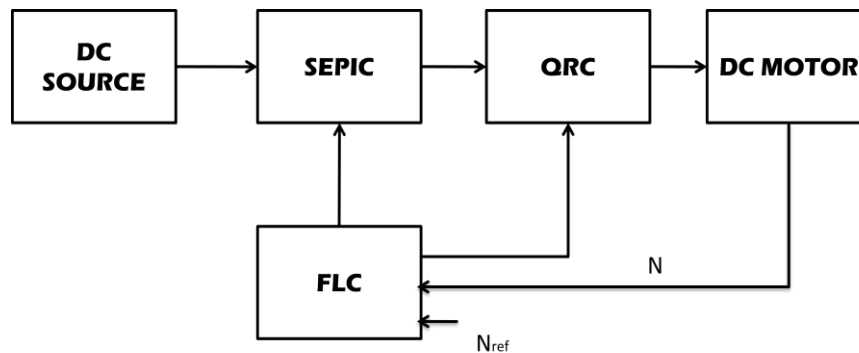 DC
SOURCE
SEPIC
QRC
DC MOTOR
FLC
N
Nref